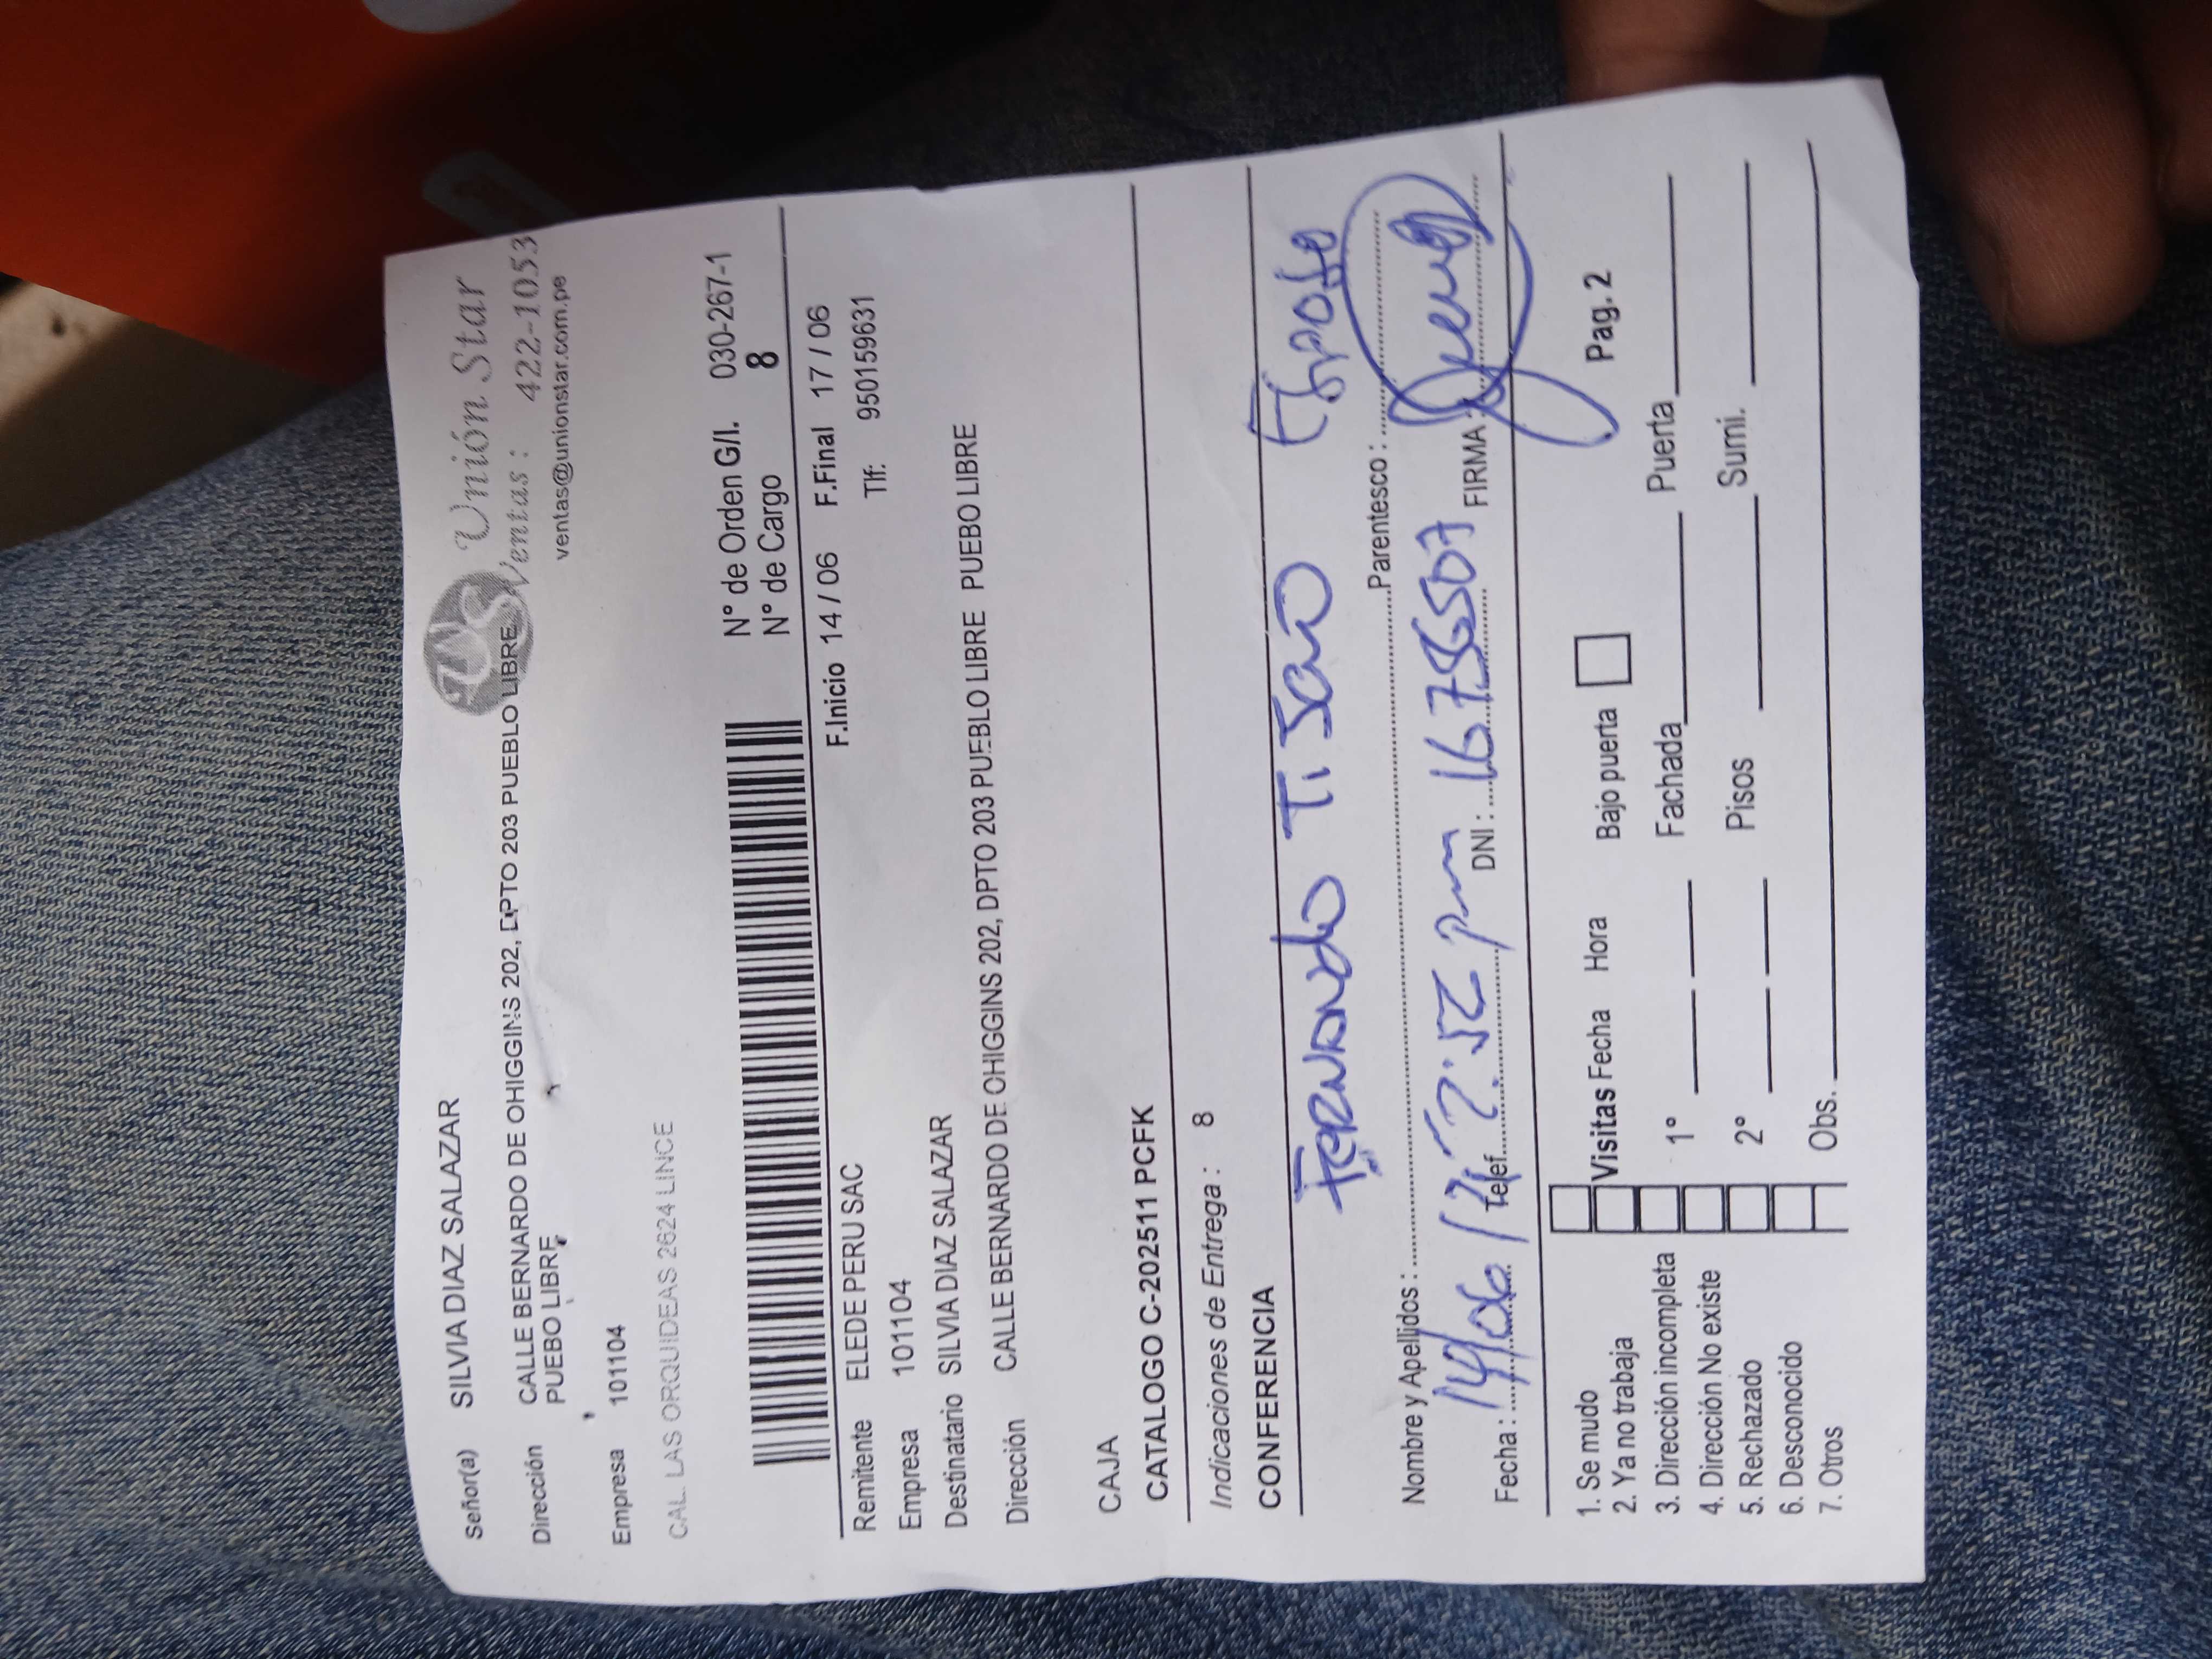 Señor(a) SILVIA DIAZ SALAZAR
Unión Star
Ventas : 422-1053
ventas@unionstar.com.pe
Dirección CALLE BERNARDO DE OHIGGINS 202, DPTO 203 PUEBLO LIBRE
PUEBO LIBRE
Empresa 101104
CAL. LAS ORQUIDEAS 2624 LINCE
N° de Orden G/I. 030-267-1
N° de Cargo 8
F.Inicio 14 / 06 F.Final 17 / 06
Remitente ELEDE PERU SAC Tlf: 950159631
Empresa 101104
Destinatario SILVIA DIAZ SALAZAR
Dirección CALLE BERNARDO DE OHIGGINS 202, DPTO 203 PUEBLO LIBRE PUEBO LIBRE
CAJA
CATALOGO C-202511 PCFK
Indicaciones de Entrega : 8
CONFERENCIA
Fernando Esposo
Nombre y Apellidos : Parentesco :
14/06 :52 pm
Fecha : Telef. DNI : FIRMA :
1. Se mudo
2. Ya no trabaja
3. Dirección incompleta
4. Dirección No existe
5. Rechazado
6. Desconocido
7. Otros
Visitas Fecha Hora Bajo puerta Pag. 2
1° Fachada Puerta
2° Pisos Sumi.
Obs.